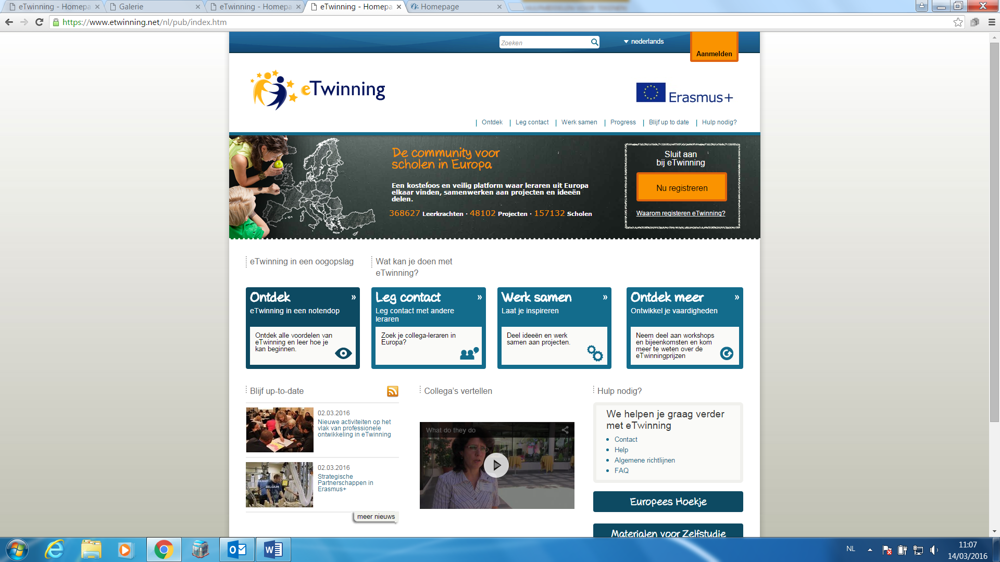 eTwinning - Homepa
Galerie
eTwinning - Homepa
eTwinning - Homepa
Homepage
https://www.etwinning.net/nl/pub/index.htm
Zoeken
nederlands
Aanmelden
eTwinning
Erasmus+
Ontdek
Leg contact
Werk samen
Progress
Blijf up to date
Hulp nodig?
De community voor
scholen in Europa
Een kosteloos en veilig platform waar leraren uit Europa
elkaar vinden, samenwerken aan projecten en ideeën
delen.
368627 Leerkrachten · 48102 Projecten · 157132 Scholen
Sluit aan
bij eTwinning
Nu registreren
Waarom registeren eTwinning?
eTwinning in een oogopslag
Wat kan je doen met
eTwinning?
Ontdek »
eTwinning in een notendop
Ontdek alle voordelen van
eTwinning en leer hoe je
kan beginnen.
Leg contact »
Leg contact met andere
leraren
Zoek je collega-leraren in
Europa?
Werk samen »
Laat je inspireren
Deel ideeën en werk
samen aan projecten.
Ontdek meer »
Ontwikkel je vaardigheden
Neem deel aan workshops
en bijeenkomsten en kom
meer te weten over de
eTwinningprijzen
Blijf up-to-date
02.03.2016
Nieuwe activiteiten op het
vlak van professionele
ontwikkeling in eTwinning
BELGIUM
02.03.2016
Strategische
Partnerschappen in
Erasmus+
meer nieuws
Collega's vertellen
What do they do
Hulp nodig?
We helpen je graag verder
met eTwinning
Contact
Help
Algemene richtlijnen
FAQ
Europees Hoekje
Materialen voor Zelfstudie
NL
11:07
14/03/2016